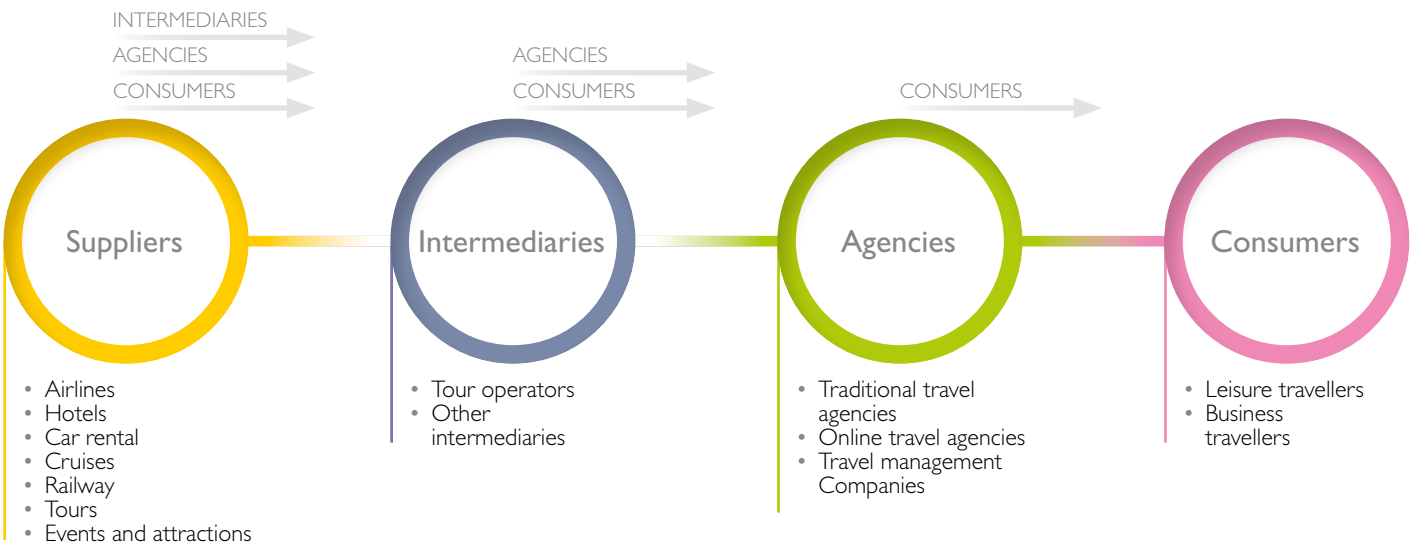 INTERMEDIARIES
AGENCIES
CONSUMERS
AGENCIES
CONSUMERS
CONSUMERS
Suppliers
Intermediaries
Agencies
Consumers
• Airlines
• Hotels
• Car rental
• Cruises
• Railway
• Tours
• Events and attractions
• Tour operators
• Other
intermediaries
• Traditional travel
agencies
• Online travel agencies
• Travel management
Companies
• Leisure travellers
• Business
travellers